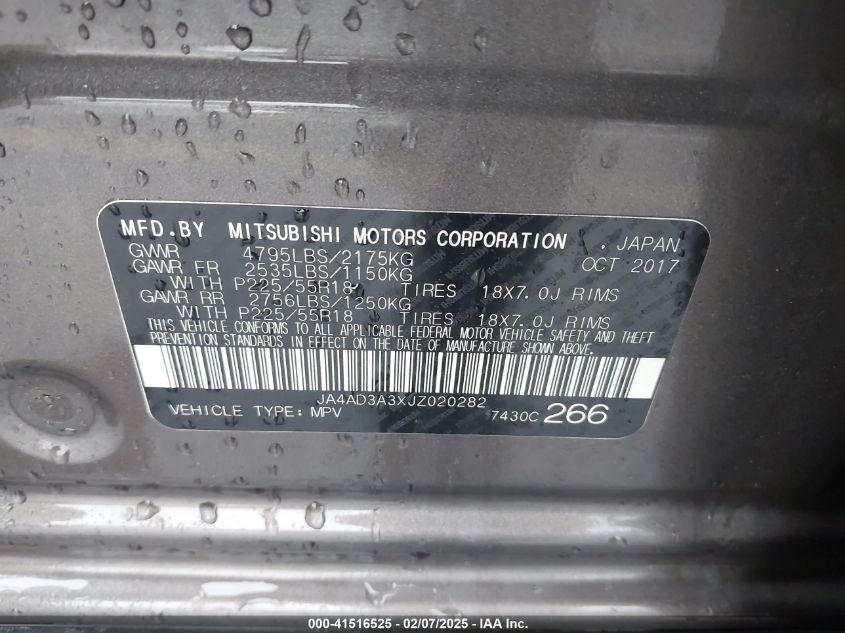 MFD.BY MITSUBISHI MOTORS CORPORATION , JAPAN
GVWR 4795LBS/2175KG OCT 2017
GAWR FR 2535LBS/1150KG
WITH P225/55R18 TIRES 18X7.0J RIMS
GAWR RR 2756LBS/1250KG
WITH P225/55R18 TIRES 18X7.0J RIMS
THIS VEHICLE CONFORMS TO ALL APPLICABLE FEDERAL MOTOR VEHICLE SAFETY AND THEFT
PREVENTION STANDARDS IN EFFECT ON THE DATE OF MANUFACTURE SHOWN ABOVE.
JA4AD3A3XJZ020282
VEHICLE TYPE: MPV 7430C 266
000-41516525 - 02/07/2025 - IAA Inc.